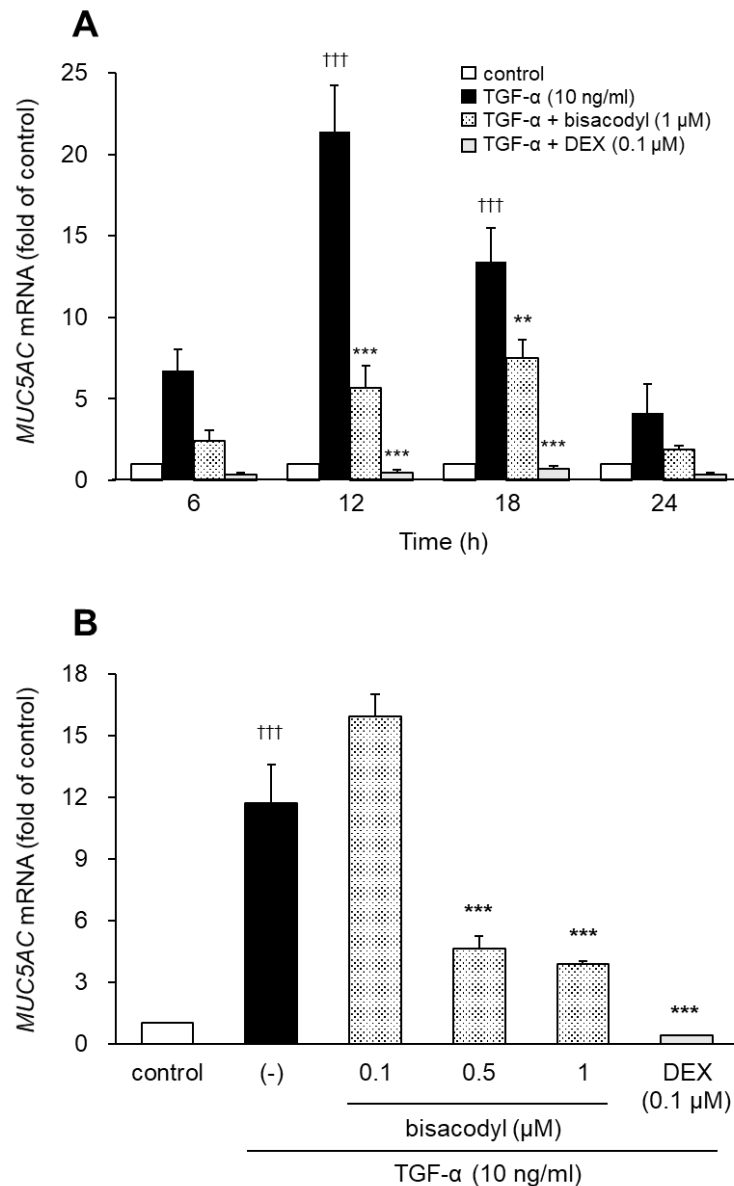 A
MUC5AC mRNA (fold of control)
25
20
15
10
5
0
†††
***
***
†††
**
***
control
TGF-α (10 ng/ml)
TGF-α + bisacodyl (1 µM)
TGF-α + DEX (0.1 µM)
6 12 18 24
Time (h)
B
MUC5AC mRNA (fold of control)
18
15
12
9
6
3
0
†††
***
***
***
control (-) 0.1 0.5 1 DEX
(0.1 µM)
bisacodyl (µM)
TGF-α (10 ng/ml)